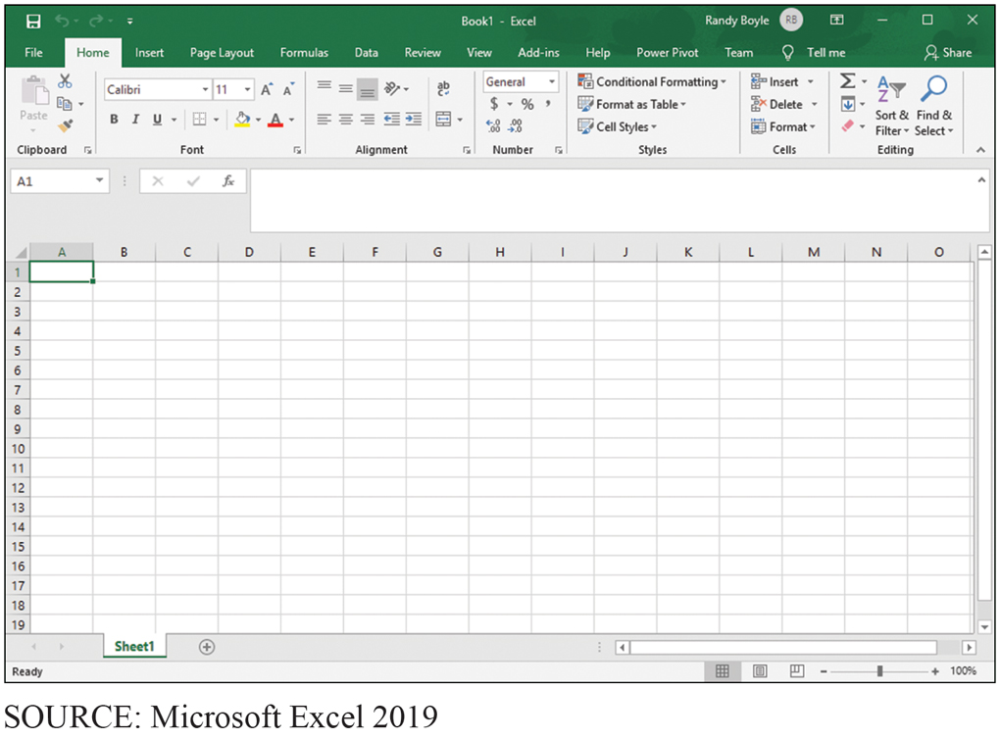 Book1 - Excel
Randy Boyle RB
File Home Insert Page Layout Formulas Data Review View Add-ins Help Power Pivot Team Tell me Share
Paste
Calibri 11
B I U
A A
A
ab
c
General
$ % ,
Conditional Formatting
Format as Table
Cell Styles
Insert
Delete
Format
Σ
A
Z
Sort & Filter
Find & Select
Clipboard Font Alignment Number Styles Cells Editing
A1 fx
A B C D E F G H I J K L M N O
1
2
3
4
5
6
7
8
9
10
11
12
13
14
15
16
17
18
19
Sheet1
Ready 100%
SOURCE: Microsoft Excel 2019